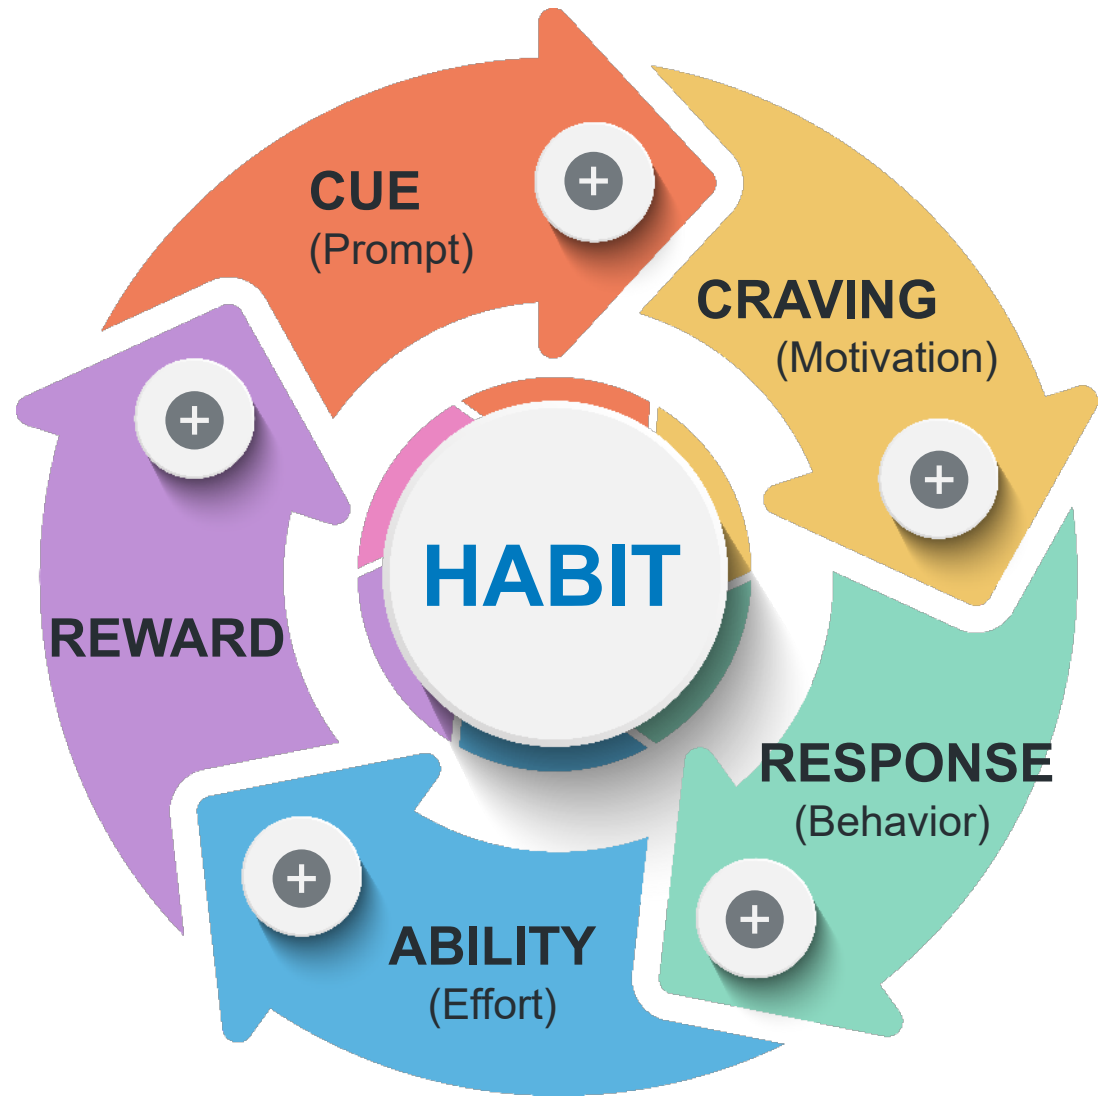 CUE
(Prompt)
CRAVING
(Motivation)
RESPONSE
(Behavior)
ABILITY
(Effort)
REWARD
HABIT